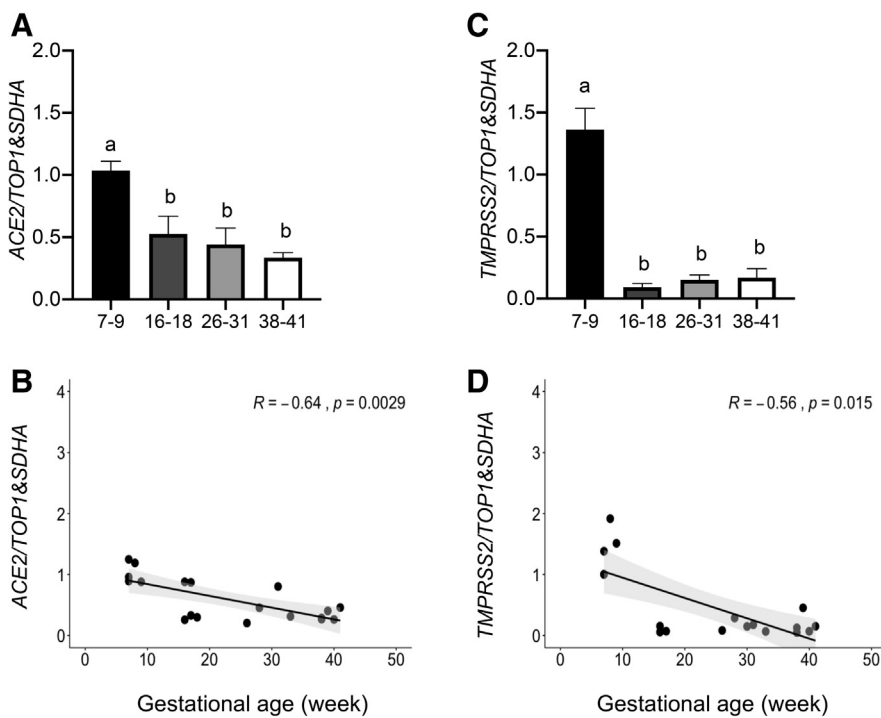 A
ACE2/TOP1&SDHA
2.0
1.5
1.0
0.5
0.0
a
b
b
b
7-9 16-18 26-31 38-41
C
TMPRSS2/TOP1&SDHA
2.0
1.5
1.0
0.5
0.0
a
b
b
b
7-9 16-18 26-31 38-41
B
ACE2/TOP1&SDHA
R = −0.64 , p = 0.0029
4
3
2
1
0
0 10 20 30 40 50
Gestational age (week)
D
TMPRSS2/TOP1&SDHA
R = −0.56 , p = 0.015
4
3
2
1
0
0 10 20 30 40 50
Gestational age (week)